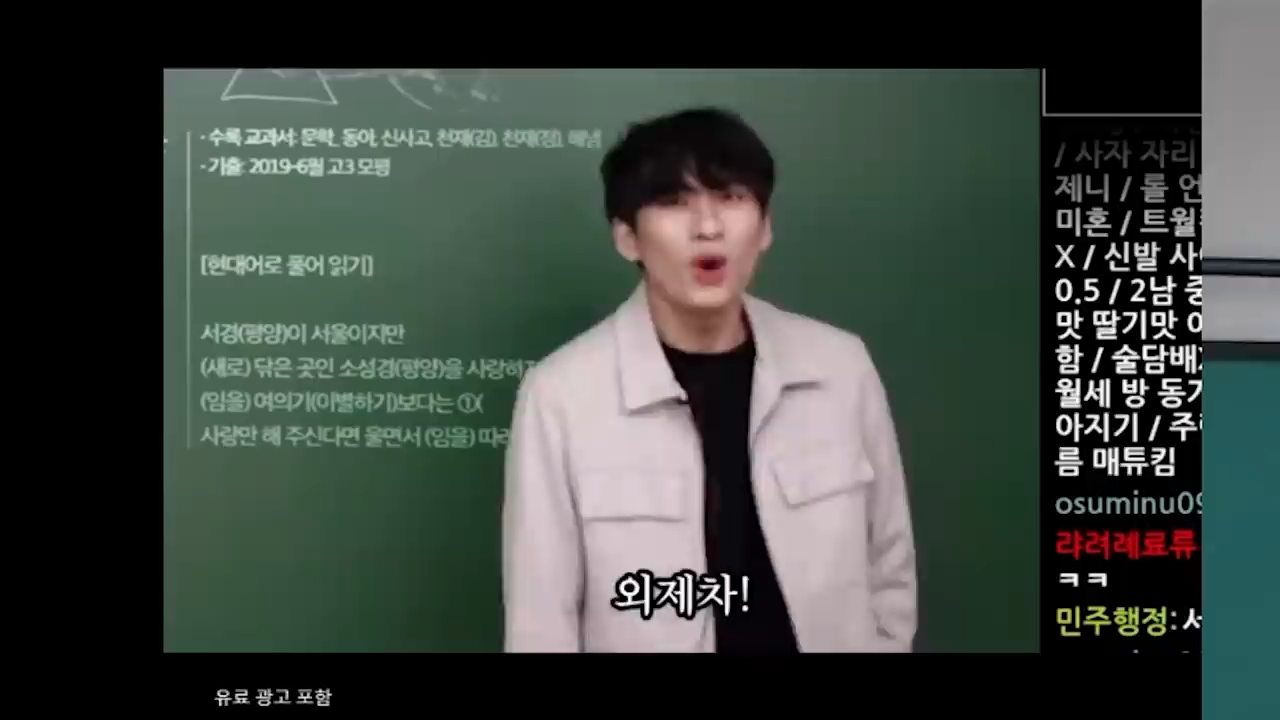 · 수록 교과서: 문학_ 동아, 신사고, 천재(김), 천재(정), 해냄
· 기출: 2019-6월 고3 모평
[현대어로 풀어 읽기]
서경(평양)이 서울이지만
(새로) 닦은 곳인 소성경(평양)을 사랑하지
(임을) 여의기(이별하기)보다는 ①(
사랑만 해 주신다면 울면서 (임을) 따라
외제차!
유료 광고 포함
/ 사자 자리
제니 / 롤 언
미혼 / 트월
X / 신발 사이
0.5 / 2남 중
맛 딸기맛
함 / 술담배X
월세 방 동거
아지기 / 주
름 매튜킴
osuminu09
랴려례료류
ㅋㅋ
민주행정: 서